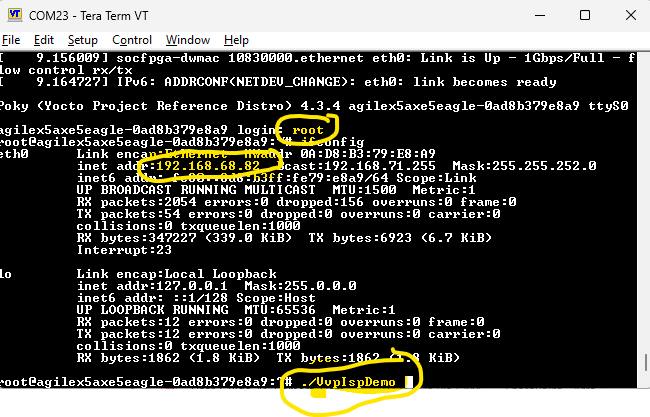 COM23 - Tera Term VT
File Edit Setup Control Window Help
[ 9.156009] socfpga-dwmac 10830000.ethernet eth0: Link is Up - 1Gbps/Full - f
low control rx/tx
[ 9.164727] IPv6: ADDRCONF(NETDEV_CHANGE): eth0: link becomes ready
Poky (Yocto Project Reference Distro) 4.3.4 agilex5axe5eagle-0ad8b379e8a9 ttyS0
agilex5axe5eagle-0ad8b379e8a9 login: root
root@agilex5axe5eagle-0ad8b379e8a9:~# ifconfig
eth0 Link encap:Ethernet HWaddr 0A:D8:B3:79:E8:A9
inet addr:192.168.68.82 Bcast:192.168.71.255 Mask:255.255.252.0
inet6 addr: fe80::8d8:b3ff:fe79:e8a9/64 Scope:Link
UP BROADCAST RUNNING MULTICAST MTU:1500 Metric:1
RX packets:2054 errors:0 dropped:156 overruns:0 frame:0
TX packets:54 errors:0 dropped:0 overruns:0 carrier:0
collisions:0 txqueuelen:1000
RX bytes:347227 (339.0 KiB) TX bytes:6923 (6.7 KiB)
Interrupt:23
lo Link encap:Local Loopback
inet addr:127.0.0.1 Mask:255.0.0.0
inet6 addr: ::1/128 Scope:Host
UP LOOPBACK RUNNING MTU:65536 Metric:1
RX packets:12 errors:0 dropped:0 overruns:0 frame:0
TX packets:12 errors:0 dropped:0 overruns:0 carrier:0
collisions:0 txqueuelen:1000
RX bytes:1862 (1.8 KiB) TX bytes:1862 (1.8 KiB)
root@agilex5axe5eagle-0ad8b379e8a9:~# ./VvpIspDemo